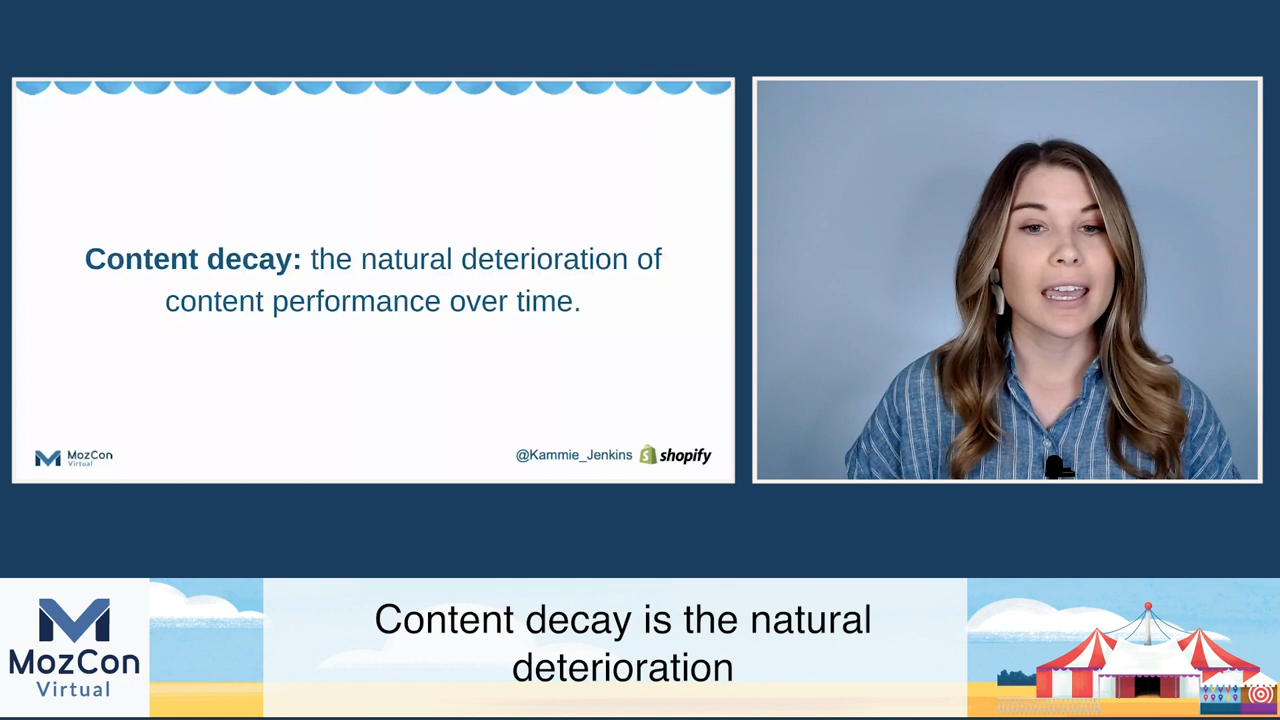 Content decay: the natural deterioration of
content performance over time.
MozCon
Virtual
@Kammie_Jenkins shopify
MozCon
Virtual
Content decay is the natural
deterioration